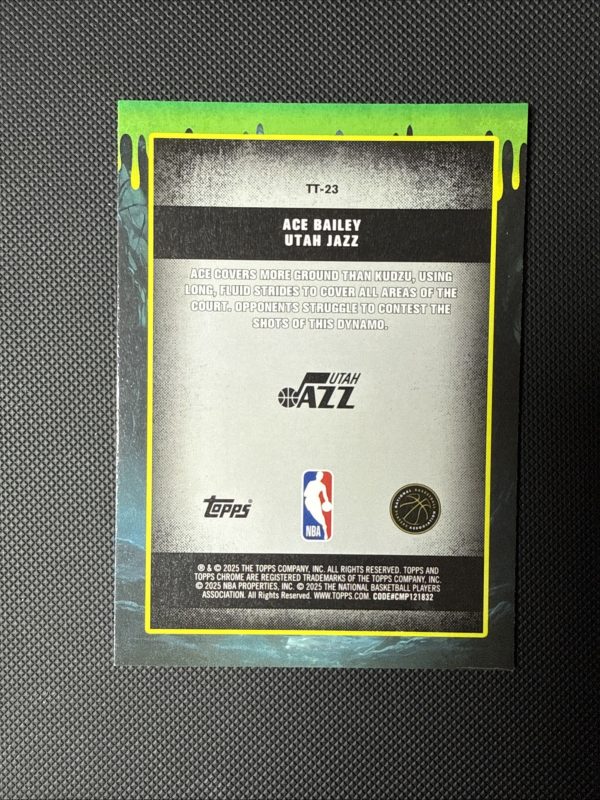 TT-23
ACE BAILEY
UTAH JAZZ
ACE COVERS MORE GROUND THAN KUDZU, USING
LONG, FLUID STRIDES TO COVER ALL AREAS OF THE
COURT. OPPONENTS STRUGGLE TO CONTEST THE
SHOTS OF THIS DYNAMO.
UTAH
JAZZ
Topps®
NBA
® & © 2025 THE TOPPS COMPANY, INC. ALL RIGHTS RESERVED. TOPPS AND
TOPPS CHROME ARE REGISTERED TRADEMARKS OF THE TOPPS COMPANY, INC.
© 2025 NBA PROPERTIES, INC. © 2025 THE NATIONAL BASKETBALL PLAYERS
ASSOCIATION. All Rights Reserved. WWW.TOPPS.COM. CODE#CMP121832